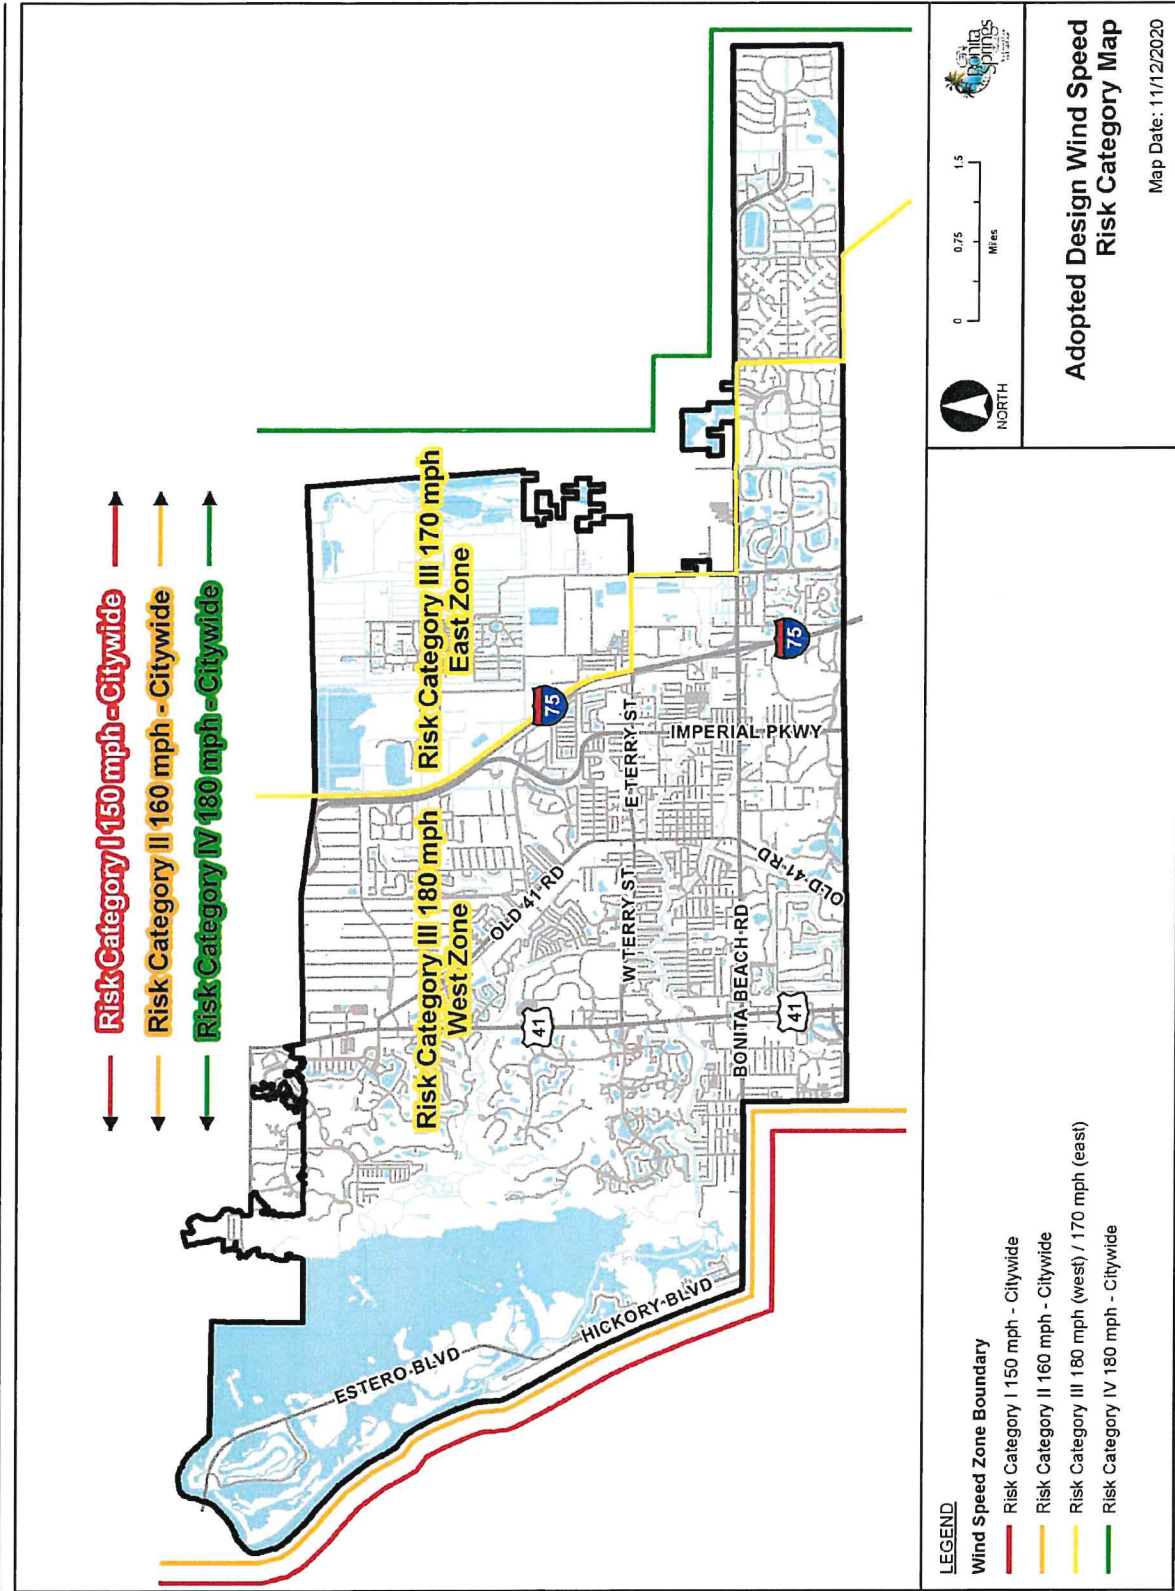 Risk Category I 150 mph - Citywide
Risk Category II 160 mph - Citywide
Risk Category IV 180 mph - Citywide
Risk Category III 180 mph
West Zone
Risk Category III 170 mph
East Zone
ESTERO BLVD
HICKORY BLVD
OLD 41 RD
W TERRY ST
E TERRY ST
IMPERIAL PKWY
BONITA BEACH RD
OLD 41 RD
41
41
75
75
LEGEND
Wind Speed Zone Boundary
Risk Category I 150 mph - Citywide
Risk Category II 160 mph - Citywide
Risk Category III 180 mph (west) / 170 mph (east)
Risk Category IV 180 mph - Citywide
NORTH
0 0.75 1.5
Miles
Bonita
Springs
Adopted Design Wind Speed
Risk Category Map
Map Date: 11/12/2020